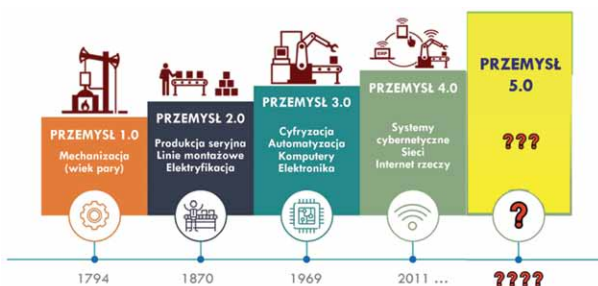 PRZEMYSŁ 1.0
Mechanizacja
(wiek pary)
PRZEMYSŁ 2.0
Produkcja seryjna
Linie montażowe
Elektryfikacja
PRZEMYSŁ 3.0
Cyfryzacja
Automatyzacja
Komputery
Elektronika
PRZEMYSŁ 4.0
Systemy
cybernetyczne
Sieci
Internet rzeczy
PRZEMYSŁ
5.0
???
?
1794
1870
1969
2011 ...
????